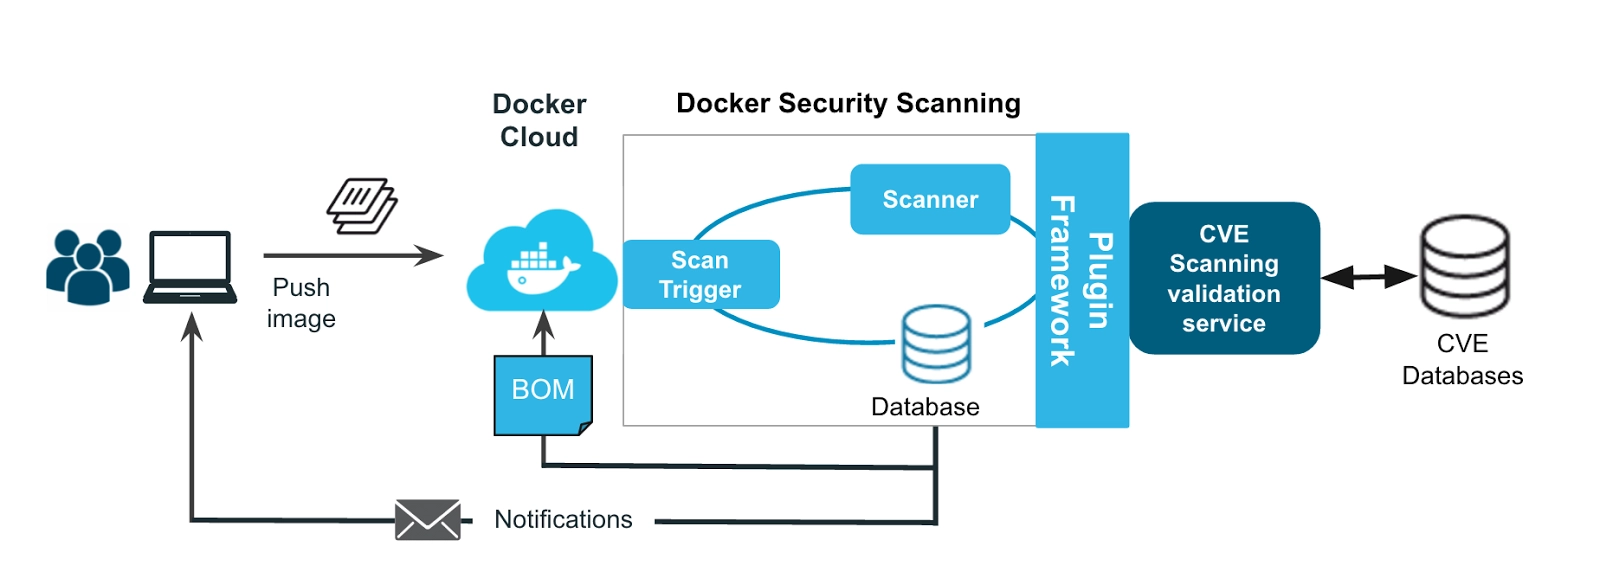 Docker
Cloud
Docker Security Scanning
Push
image
Scan
Trigger
Scanner
Database
Plugin
Framework
CVE
Scanning
validation
service
CVE
Databases
BOM
Notifications